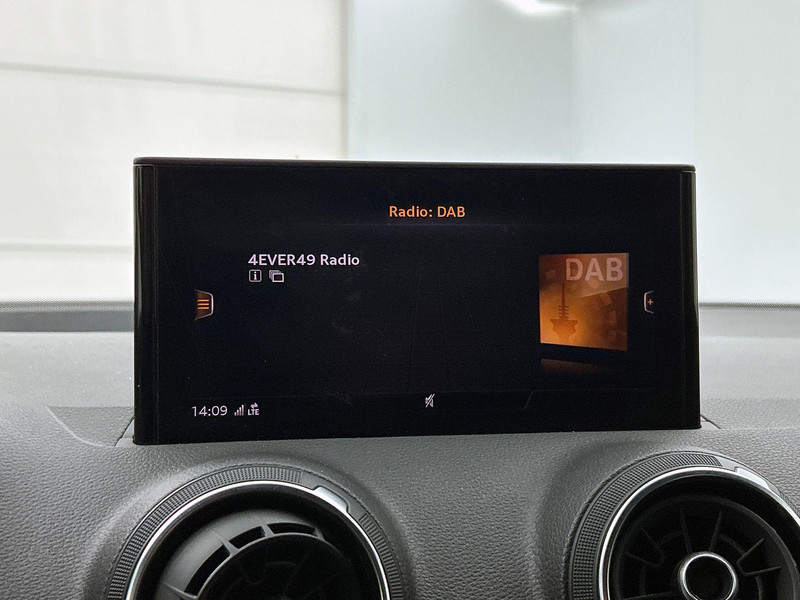 Radio: DAB
4EVER49 Radio
DAB
14:09 LTE